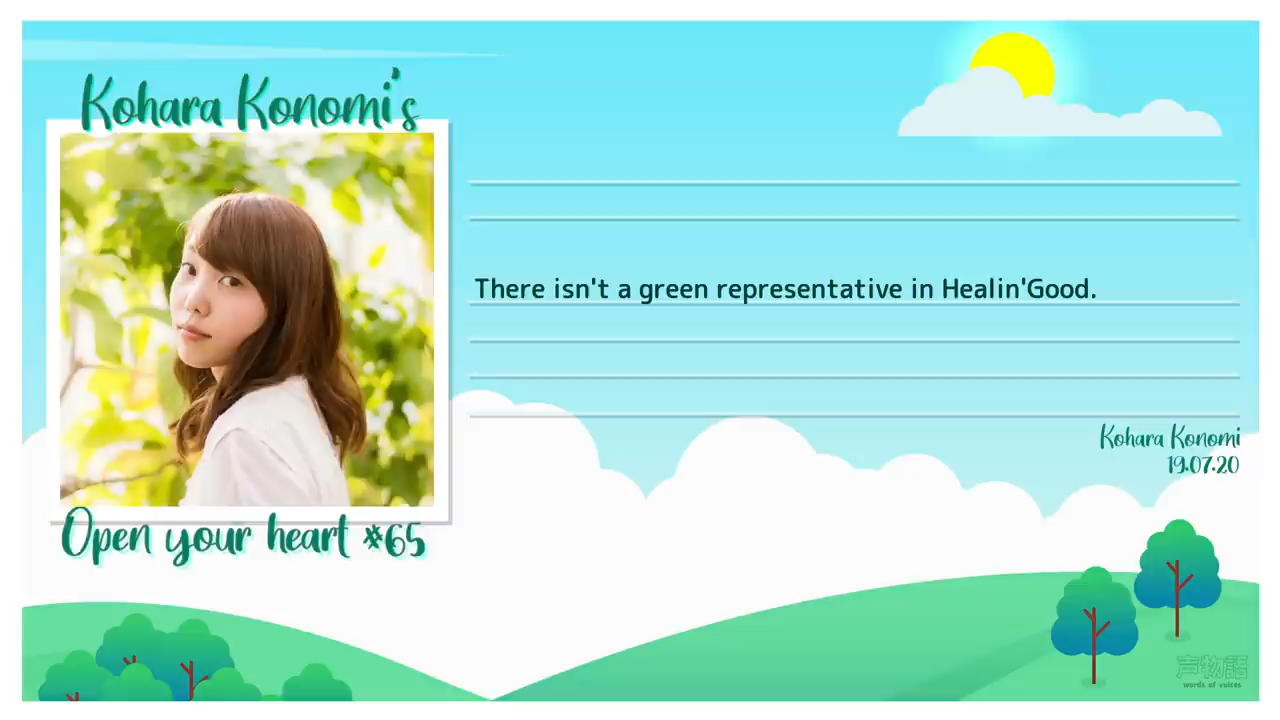 Kohara Konomi's
There isn't a green representative in Healin'Good.
Kohara Konomi
19.07.20
Open your heart #65
声物語
words of voices